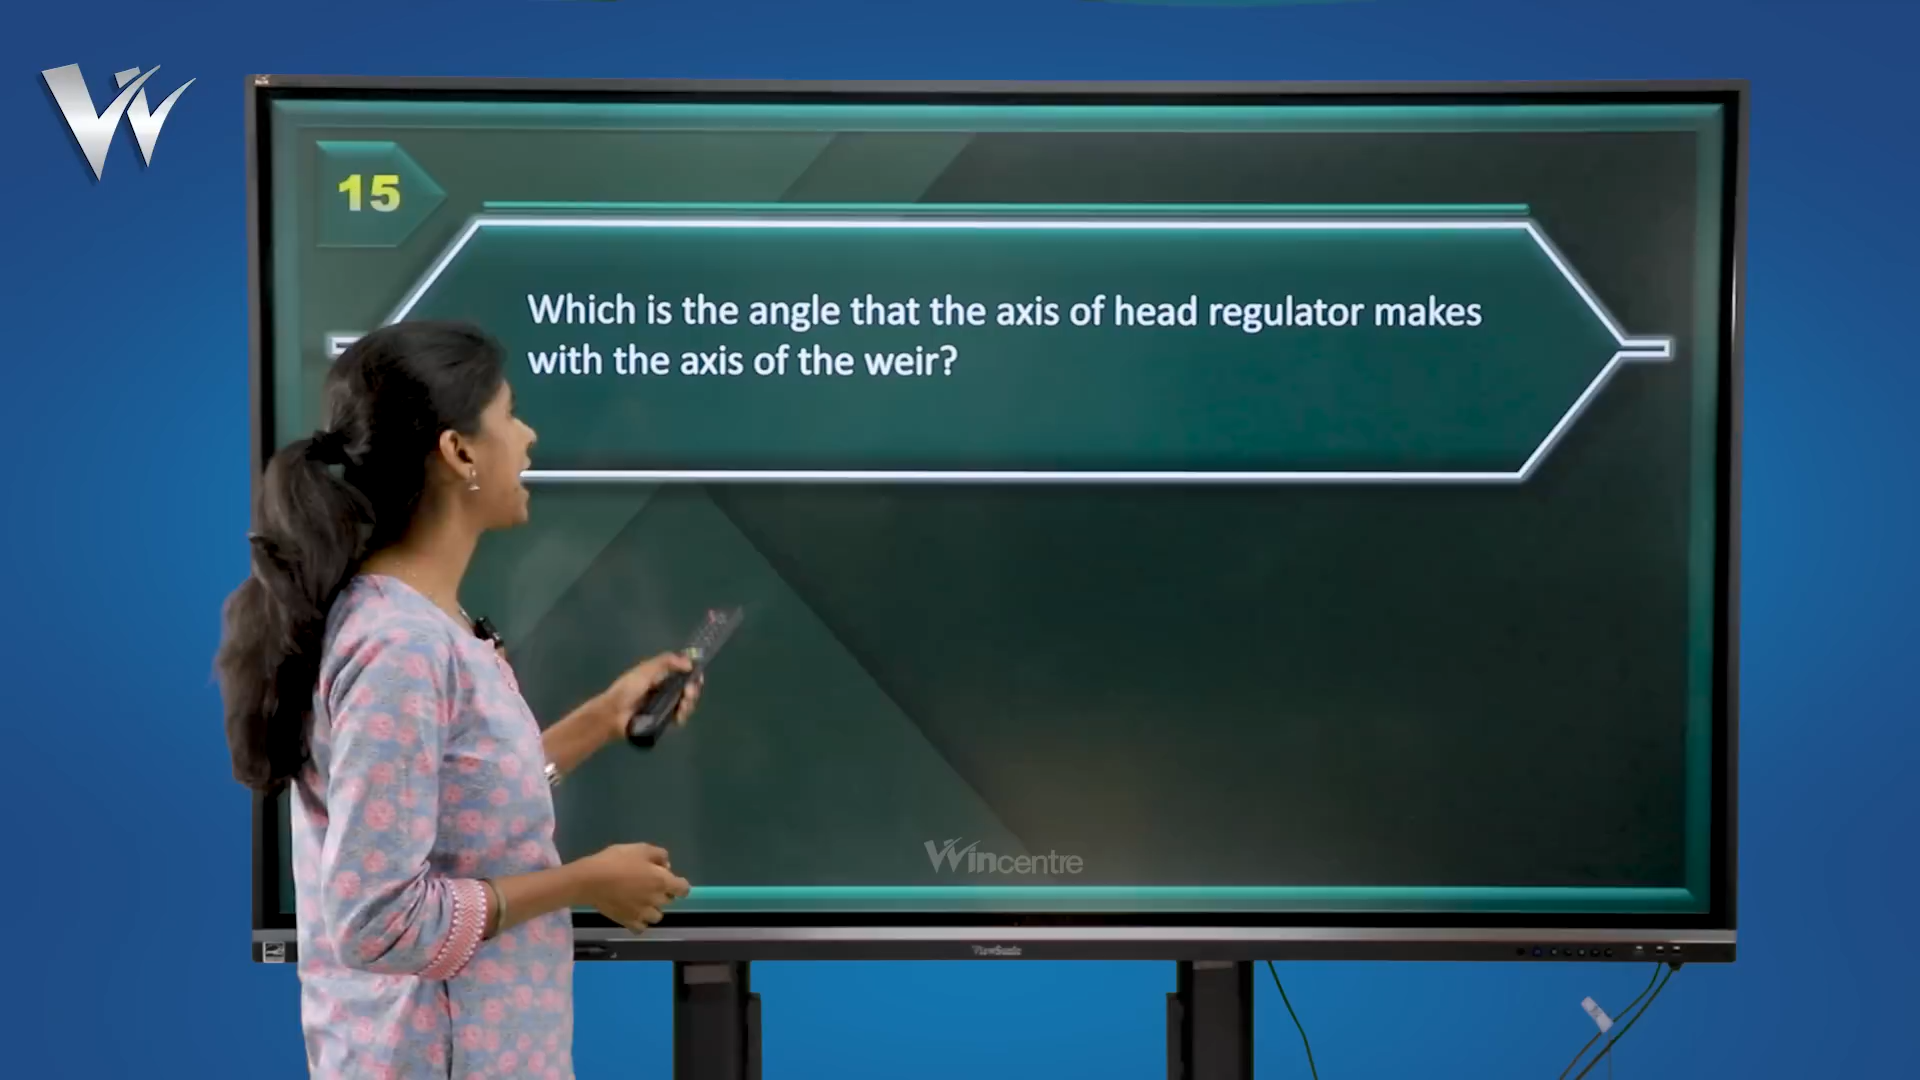 15
Which is the angle that the axis of head regulator makes
with the axis of the weir?
Wincentre
ViewSonic